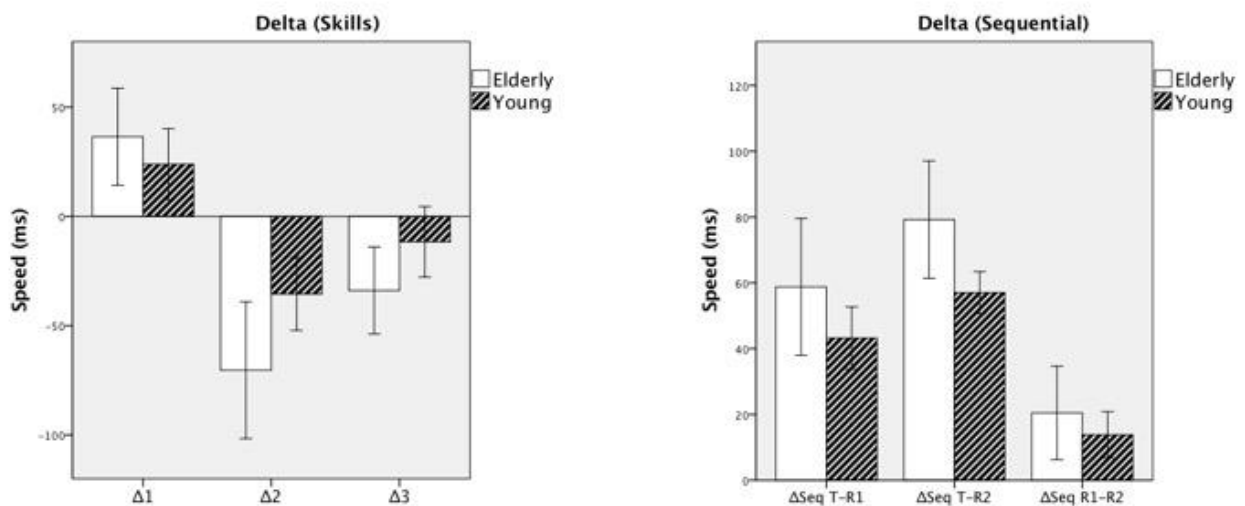 Delta (Skills)
Elderly
Young
Speed (ms)
50
0
-50
-100
Δ1
Δ2
Δ3
Delta (Sequential)
Elderly
Young
Speed (ms)
120
100
80
60
40
20
0
ΔSeq T-R1
ΔSeq T-R2
ΔSeq R1-R2